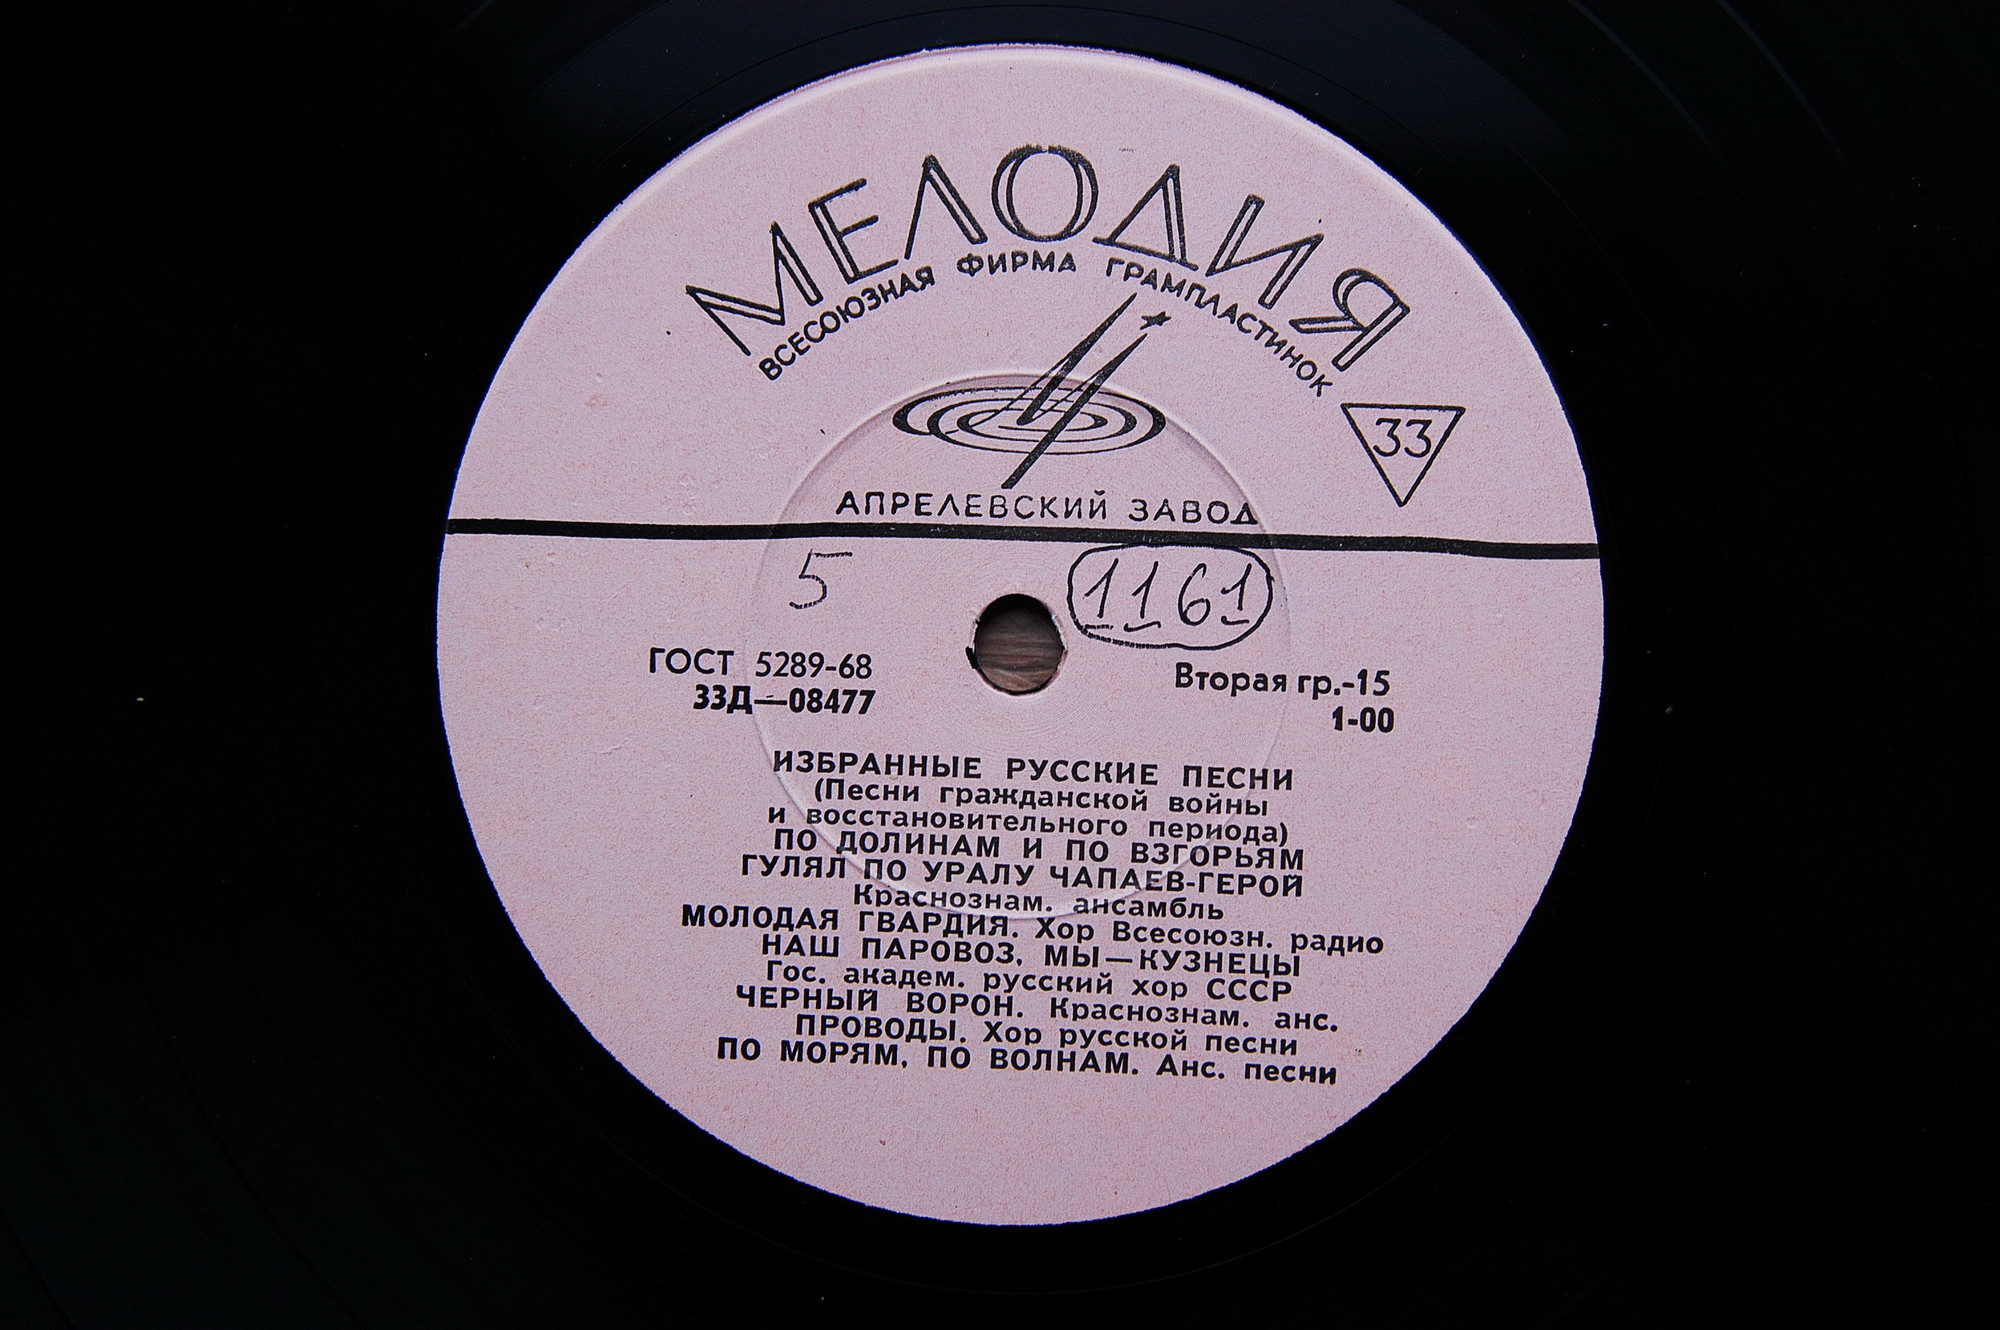 МЕЛОДИЯ
ВСЕСОЮЗНАЯ ФИРМА ГРАМПЛАСТИНОК
33
АПРЕЛЕВСКИЙ ЗАВОД
5
1161
ГОСТ 5289-68
Вторая гр.-15
33Д—08477
1-00
ИЗБРАННЫЕ РУССКИЕ ПЕСНИ
(Песни гражданской войны
и восстановительного периода)
ПО ДОЛИНАМ И ПО ВЗГОРЬЯМ
ГУЛЯЛ ПО УРАЛУ ЧАПАЕВ-ГЕРОЙ
Краснознам. ансамбль
МОЛОДАЯ ГВАРДИЯ. Хор Всесоюзн. радио
НАШ ПАРОВОЗ. МЫ—КУЗНЕЦЫ
Гос. академ. русский хор СССР
ЧЕРНЫЙ ВОРОН. Краснознам. анс.
ПРОВОДЫ. Хор русской песни
ПО МОРЯМ, ПО ВОЛНАМ. Анс. песни